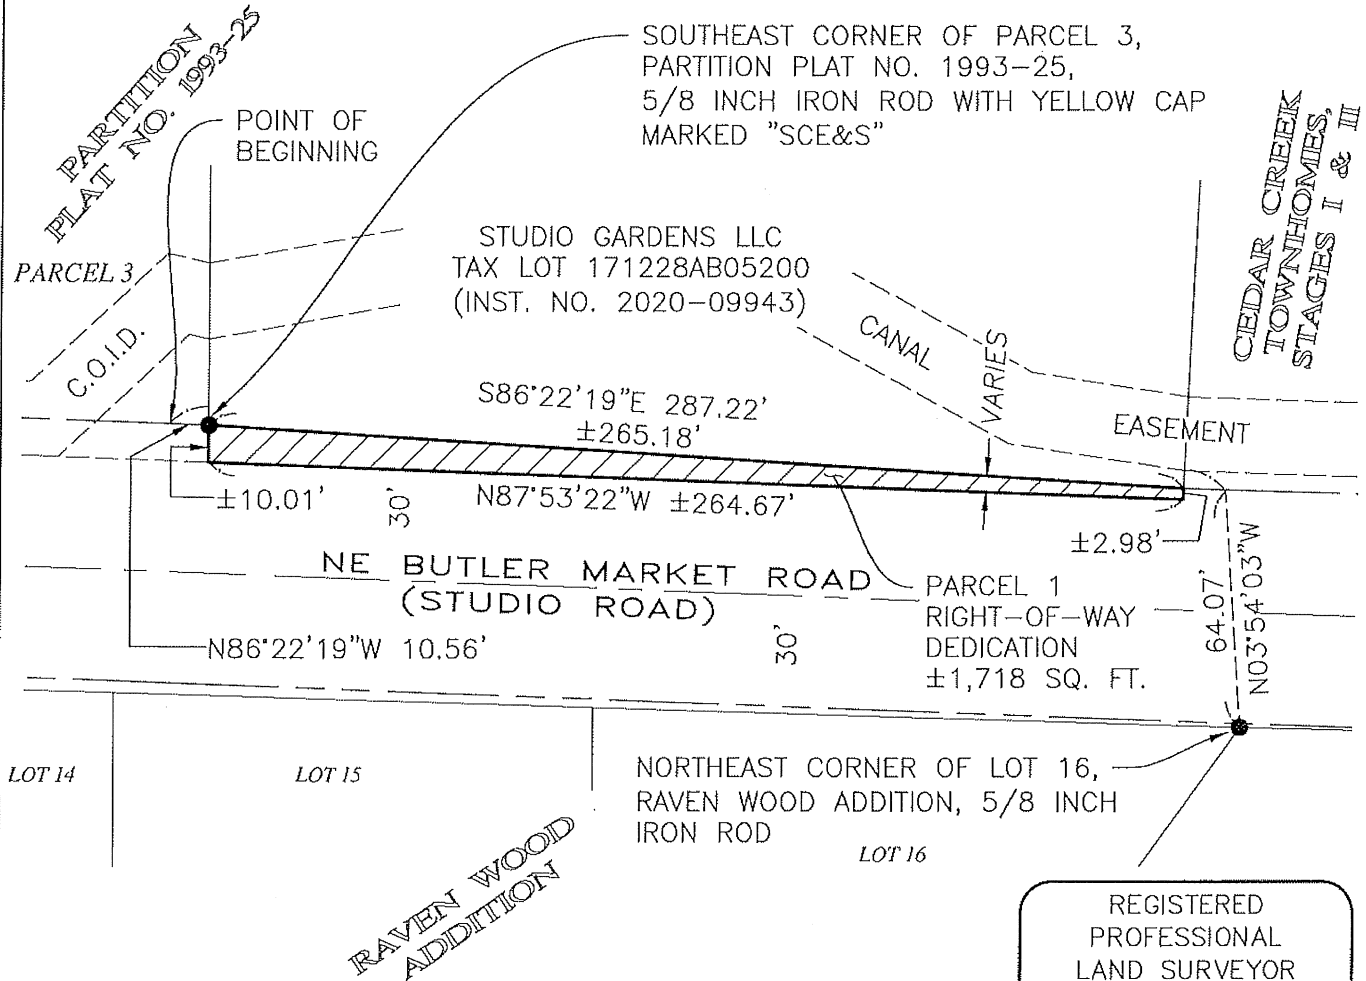 PARTITION
PLAT NO. 1993-25
POINT OF
BEGINNING
SOUTHEAST CORNER OF PARCEL 3,
PARTITION PLAT NO. 1993-25,
5/8 INCH IRON ROD WITH YELLOW CAP
MARKED "SCE&S"
CEDAR CREEK
TOWNHOMES,
STAGES I & III
PARCEL 3
C.O.I.D.
STUDIO GARDENS LLC
TAX LOT 171228AB05200
(INST. NO. 2020-09943)
CANAL
VARIES
EASEMENT
S86°22'19"E 287.22'
±265.18'
±10.01'
30'
N87°53'22"W ±264.67'
±2.98'
NE BUTLER MARKET ROAD
(STUDIO ROAD)
N86°22'19"W 10.56'
30'
PARCEL 1
RIGHT-OF-WAY
DEDICATION
±1,718 SQ. FT.
64.07'
N03°54'03"W
LOT 14
LOT 15
NORTHEAST CORNER OF LOT 16,
RAVEN WOOD ADDITION, 5/8 INCH
IRON ROD
LOT 16
RAVEN WOOD
ADDITION
REGISTERED
PROFESSIONAL
LAND SURVEYOR